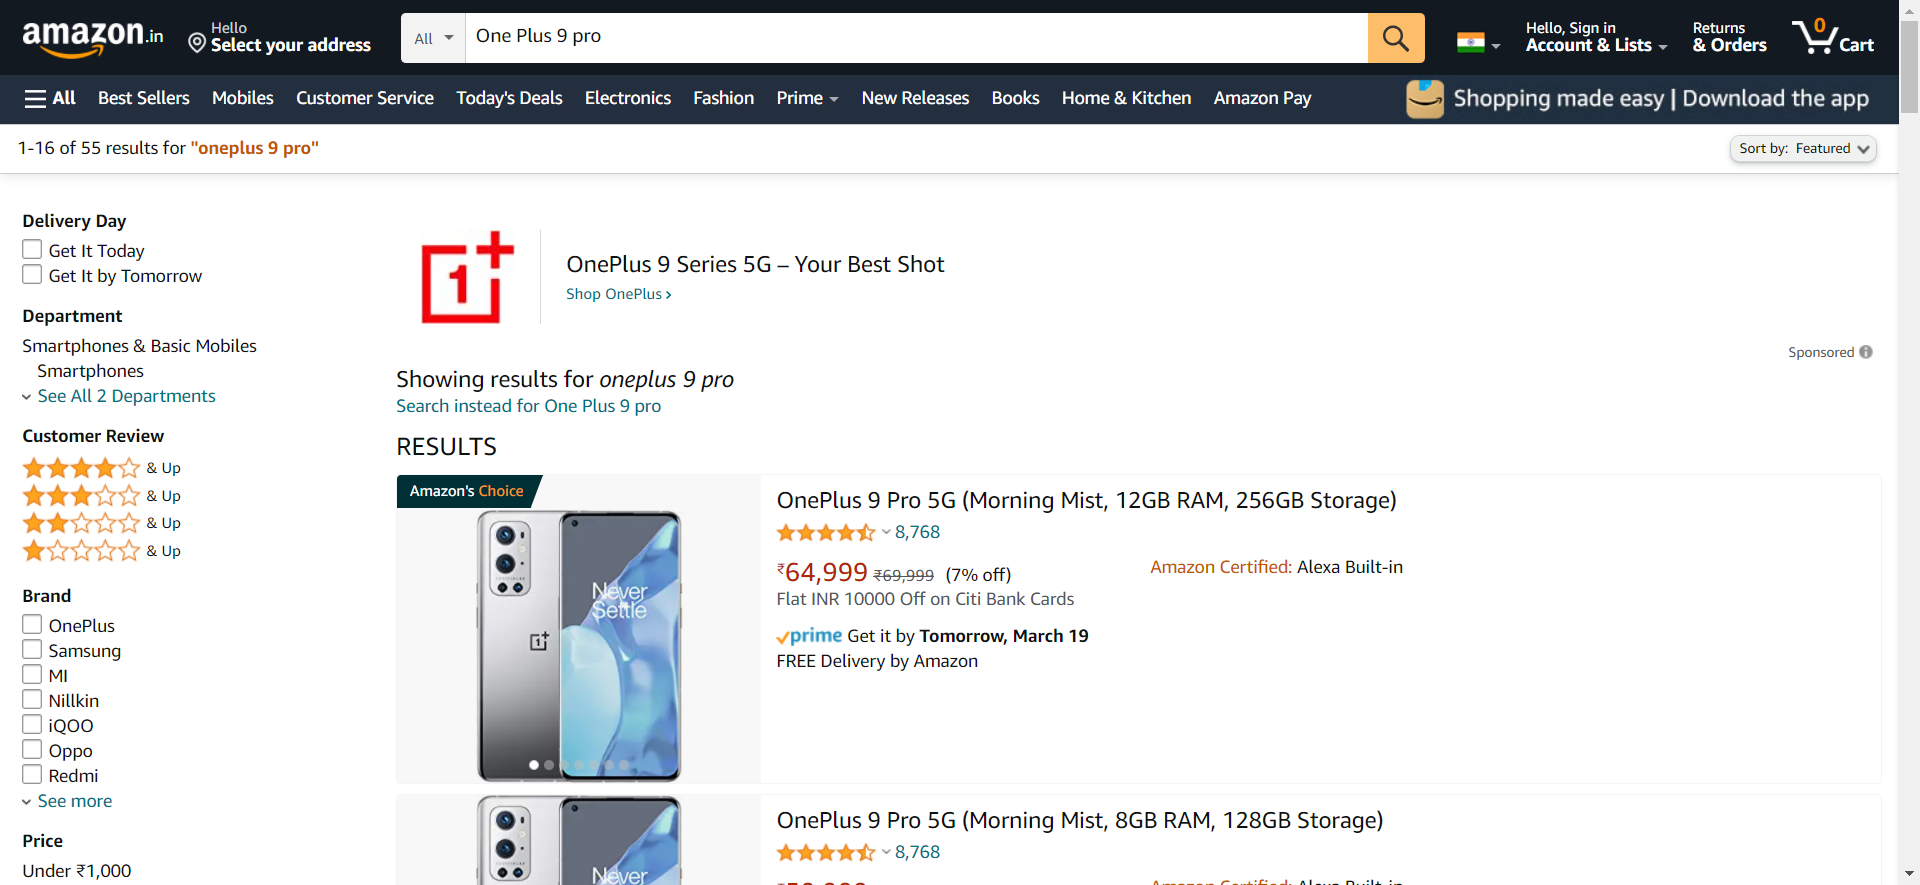 amazon.in
Hello
Select your address
All
One Plus 9 pro
Hello, Sign in
Account & Lists
Returns
& Orders
0
Cart
All
Best Sellers
Mobiles
Customer Service
Today's Deals
Electronics
Fashion
Prime
New Releases
Books
Home & Kitchen
Amazon Pay
Shopping made easy | Download the app
1-16 of 55 results for "oneplus 9 pro"
Sort by: Featured
Delivery Day
Get It Today
Get It by Tomorrow
Department
Smartphones & Basic Mobiles
Smartphones
See All 2 Departments
Customer Review
& Up
& Up
& Up
& Up
Brand
OnePlus
Samsung
MI
Nillkin
iQOO
Oppo
Redmi
See more
Price
Under ₹1,000
1+
OnePlus 9 Series 5G – Your Best Shot
Shop OnePlus ›
Sponsored
Showing results for oneplus 9 pro
Search instead for One Plus 9 pro
RESULTS
Amazon's Choice
Never
Settle
1+
OnePlus 9 Pro 5G (Morning Mist, 12GB RAM, 256GB Storage)
8,768
₹64,999 ₹69,999 (7% off)
Flat INR 10000 Off on Citi Bank Cards
prime Get it by Tomorrow, March 19
FREE Delivery by Amazon
Amazon Certified: Alexa Built-in
Never
OnePlus 9 Pro 5G (Morning Mist, 8GB RAM, 128GB Storage)
8,768
Amazon Certified: Alexa Built-in